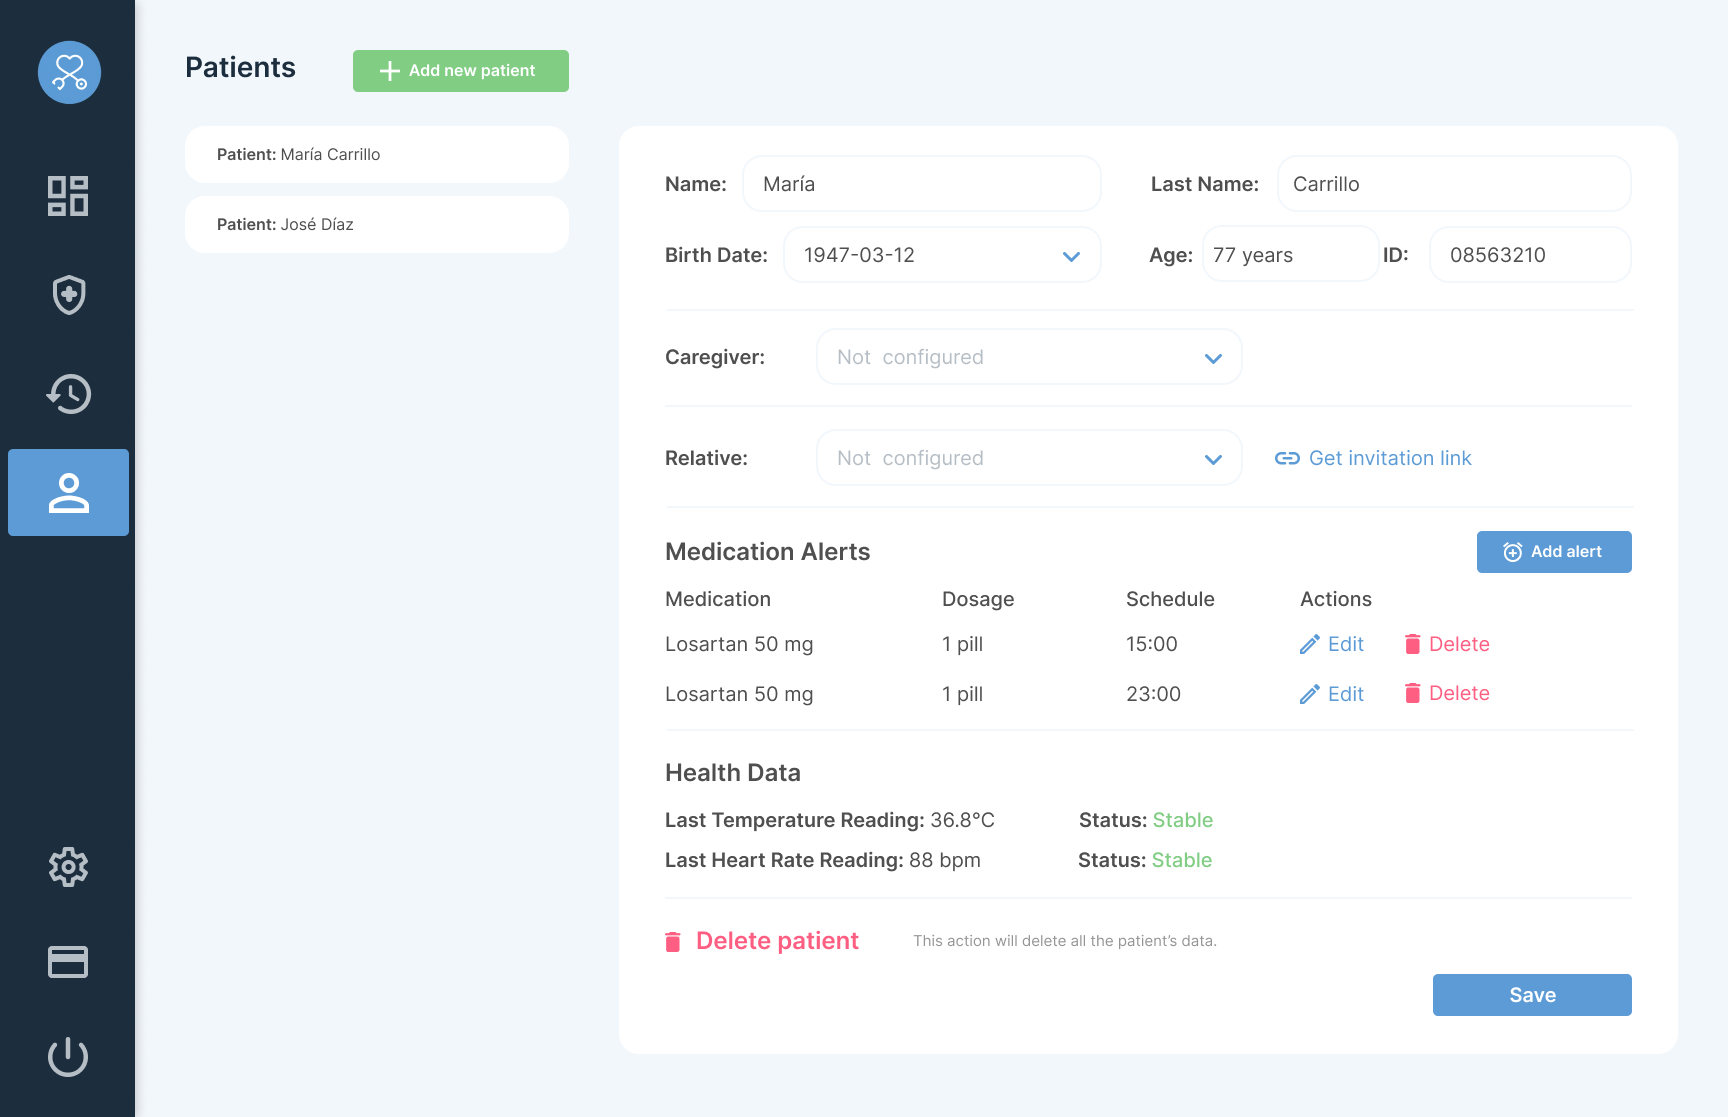 Patients
Add new patient
Patient: María Carrillo
Patient: José Díaz
Name: María
Last Name: Carrillo
Birth Date: 1947-03-12
Age: 77 years
ID: 08563210
Caregiver: Not configured
Relative: Not configured
Get invitation link
Medication Alerts
Add alert
Medication Dosage Schedule Actions
Losartan 50 mg 1 pill 15:00 Edit Delete
Losartan 50 mg 1 pill 23:00 Edit Delete
Health Data
Last Temperature Reading: 36.8°C Status: Stable
Last Heart Rate Reading: 88 bpm Status: Stable
Delete patient This action will delete all the patient’s data.
Save